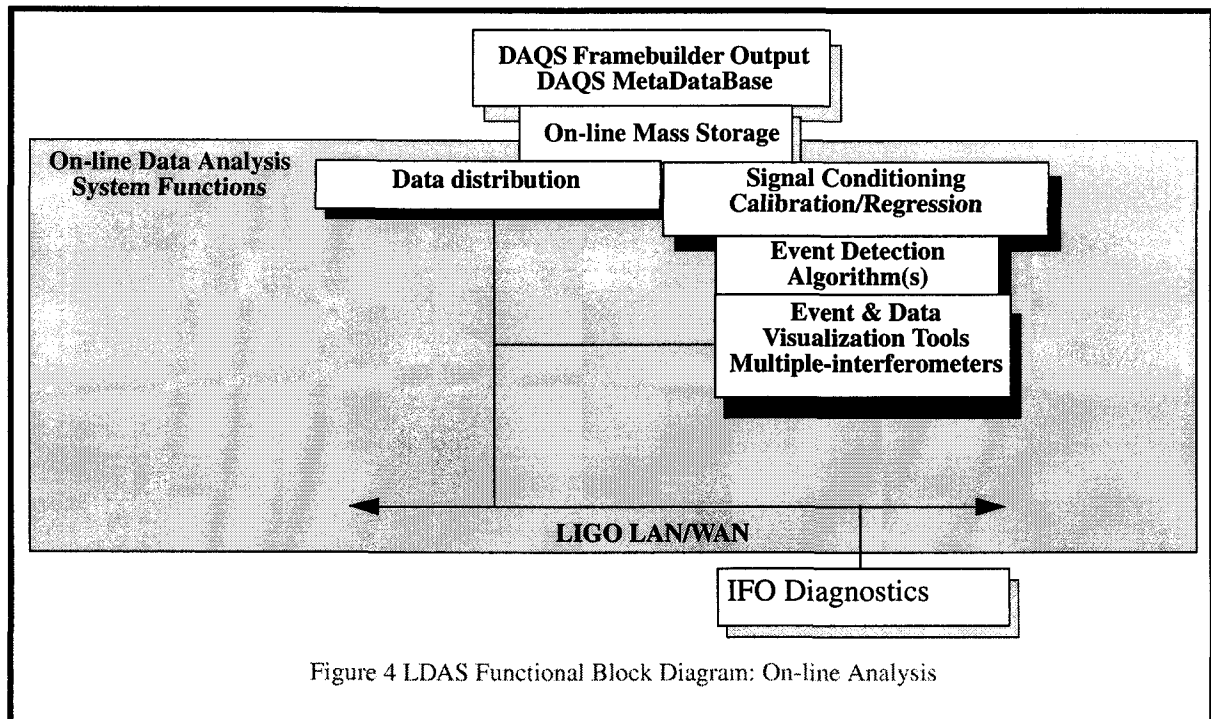 DAQS Framebuilder Output
DAQS MetaDataBase
On-line Mass Storage
On-line Data Analysis
System Functions
Data distribution
Signal Conditioning
Calibration/Regression
Event Detection
Algorithm(s)
Event & Data
Visualization Tools
Multiple-interferometers
LIGO LAN/WAN
IFO Diagnostics
Figure 4 LDAS Functional Block Diagram: On-line Analysis